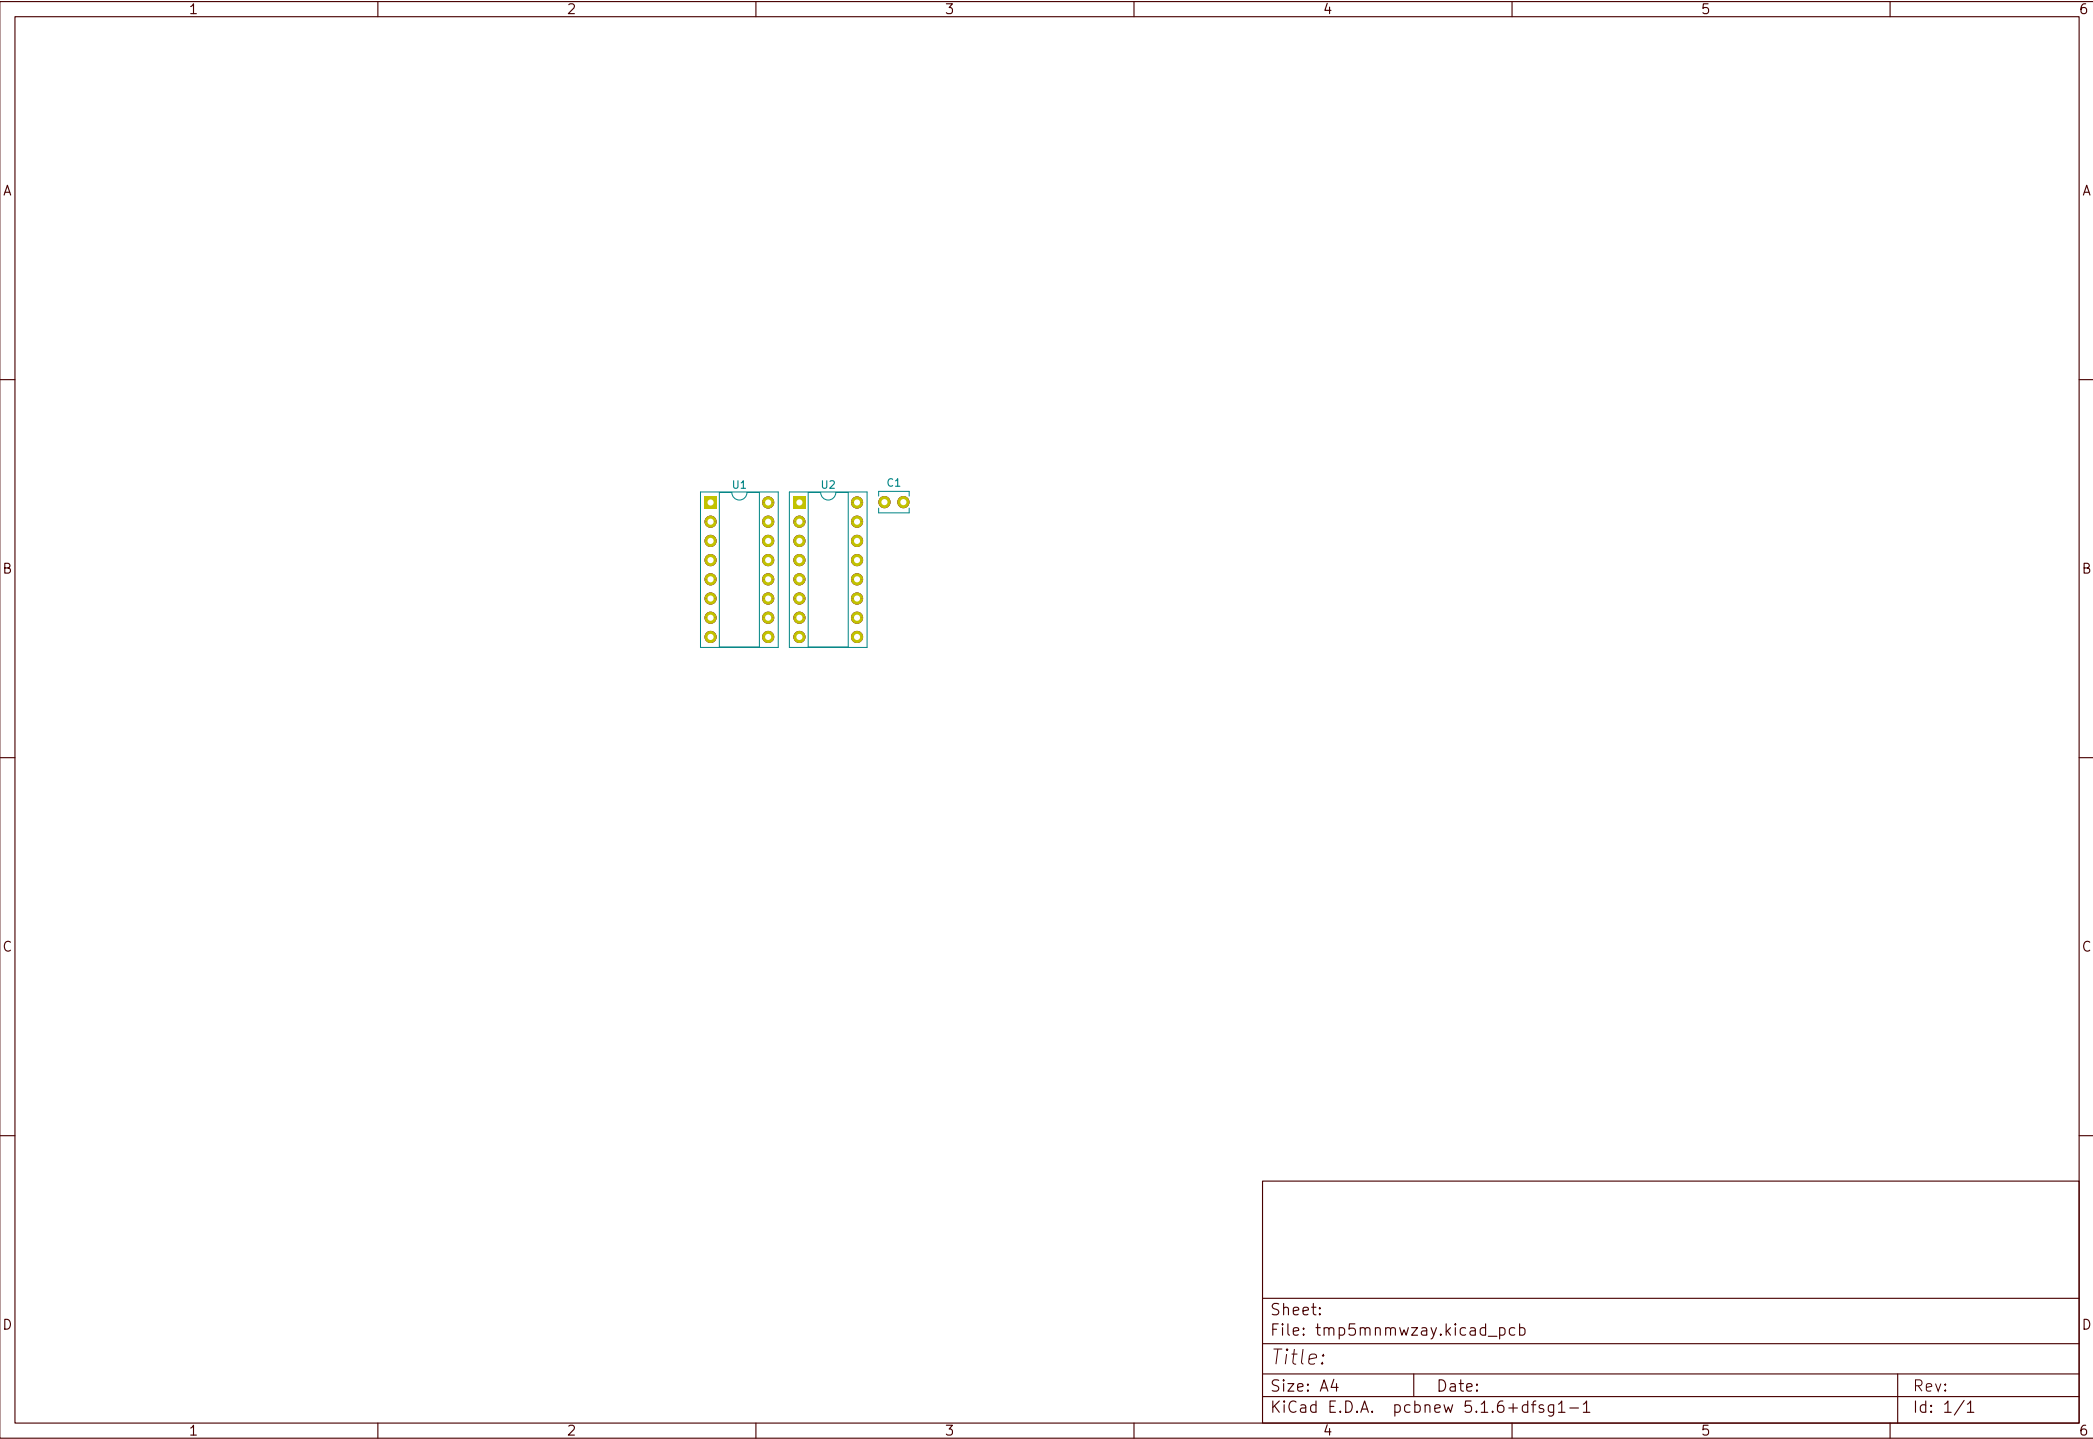 1 2 3 4 5 6
A A
U1 U2 C1
B B
C C
Sheet:
File: tmp5mnmwzay.kicad_pcb
D D
Title:
Size: A4 Date: Rev:
KiCad E.D.A. pcbnew 5.1.6+dfsg1-1 Id: 1/1
1 2 3 4 5 6